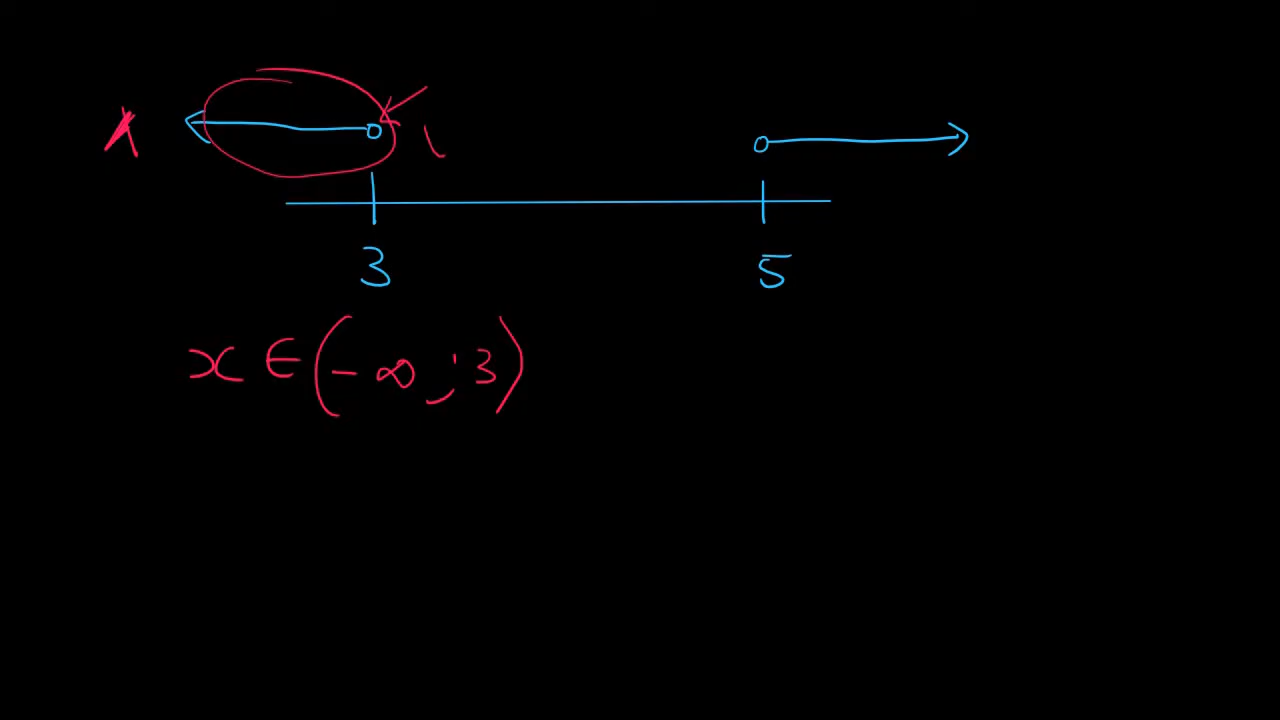 3 5
x ∈ (-∞ ; 3)